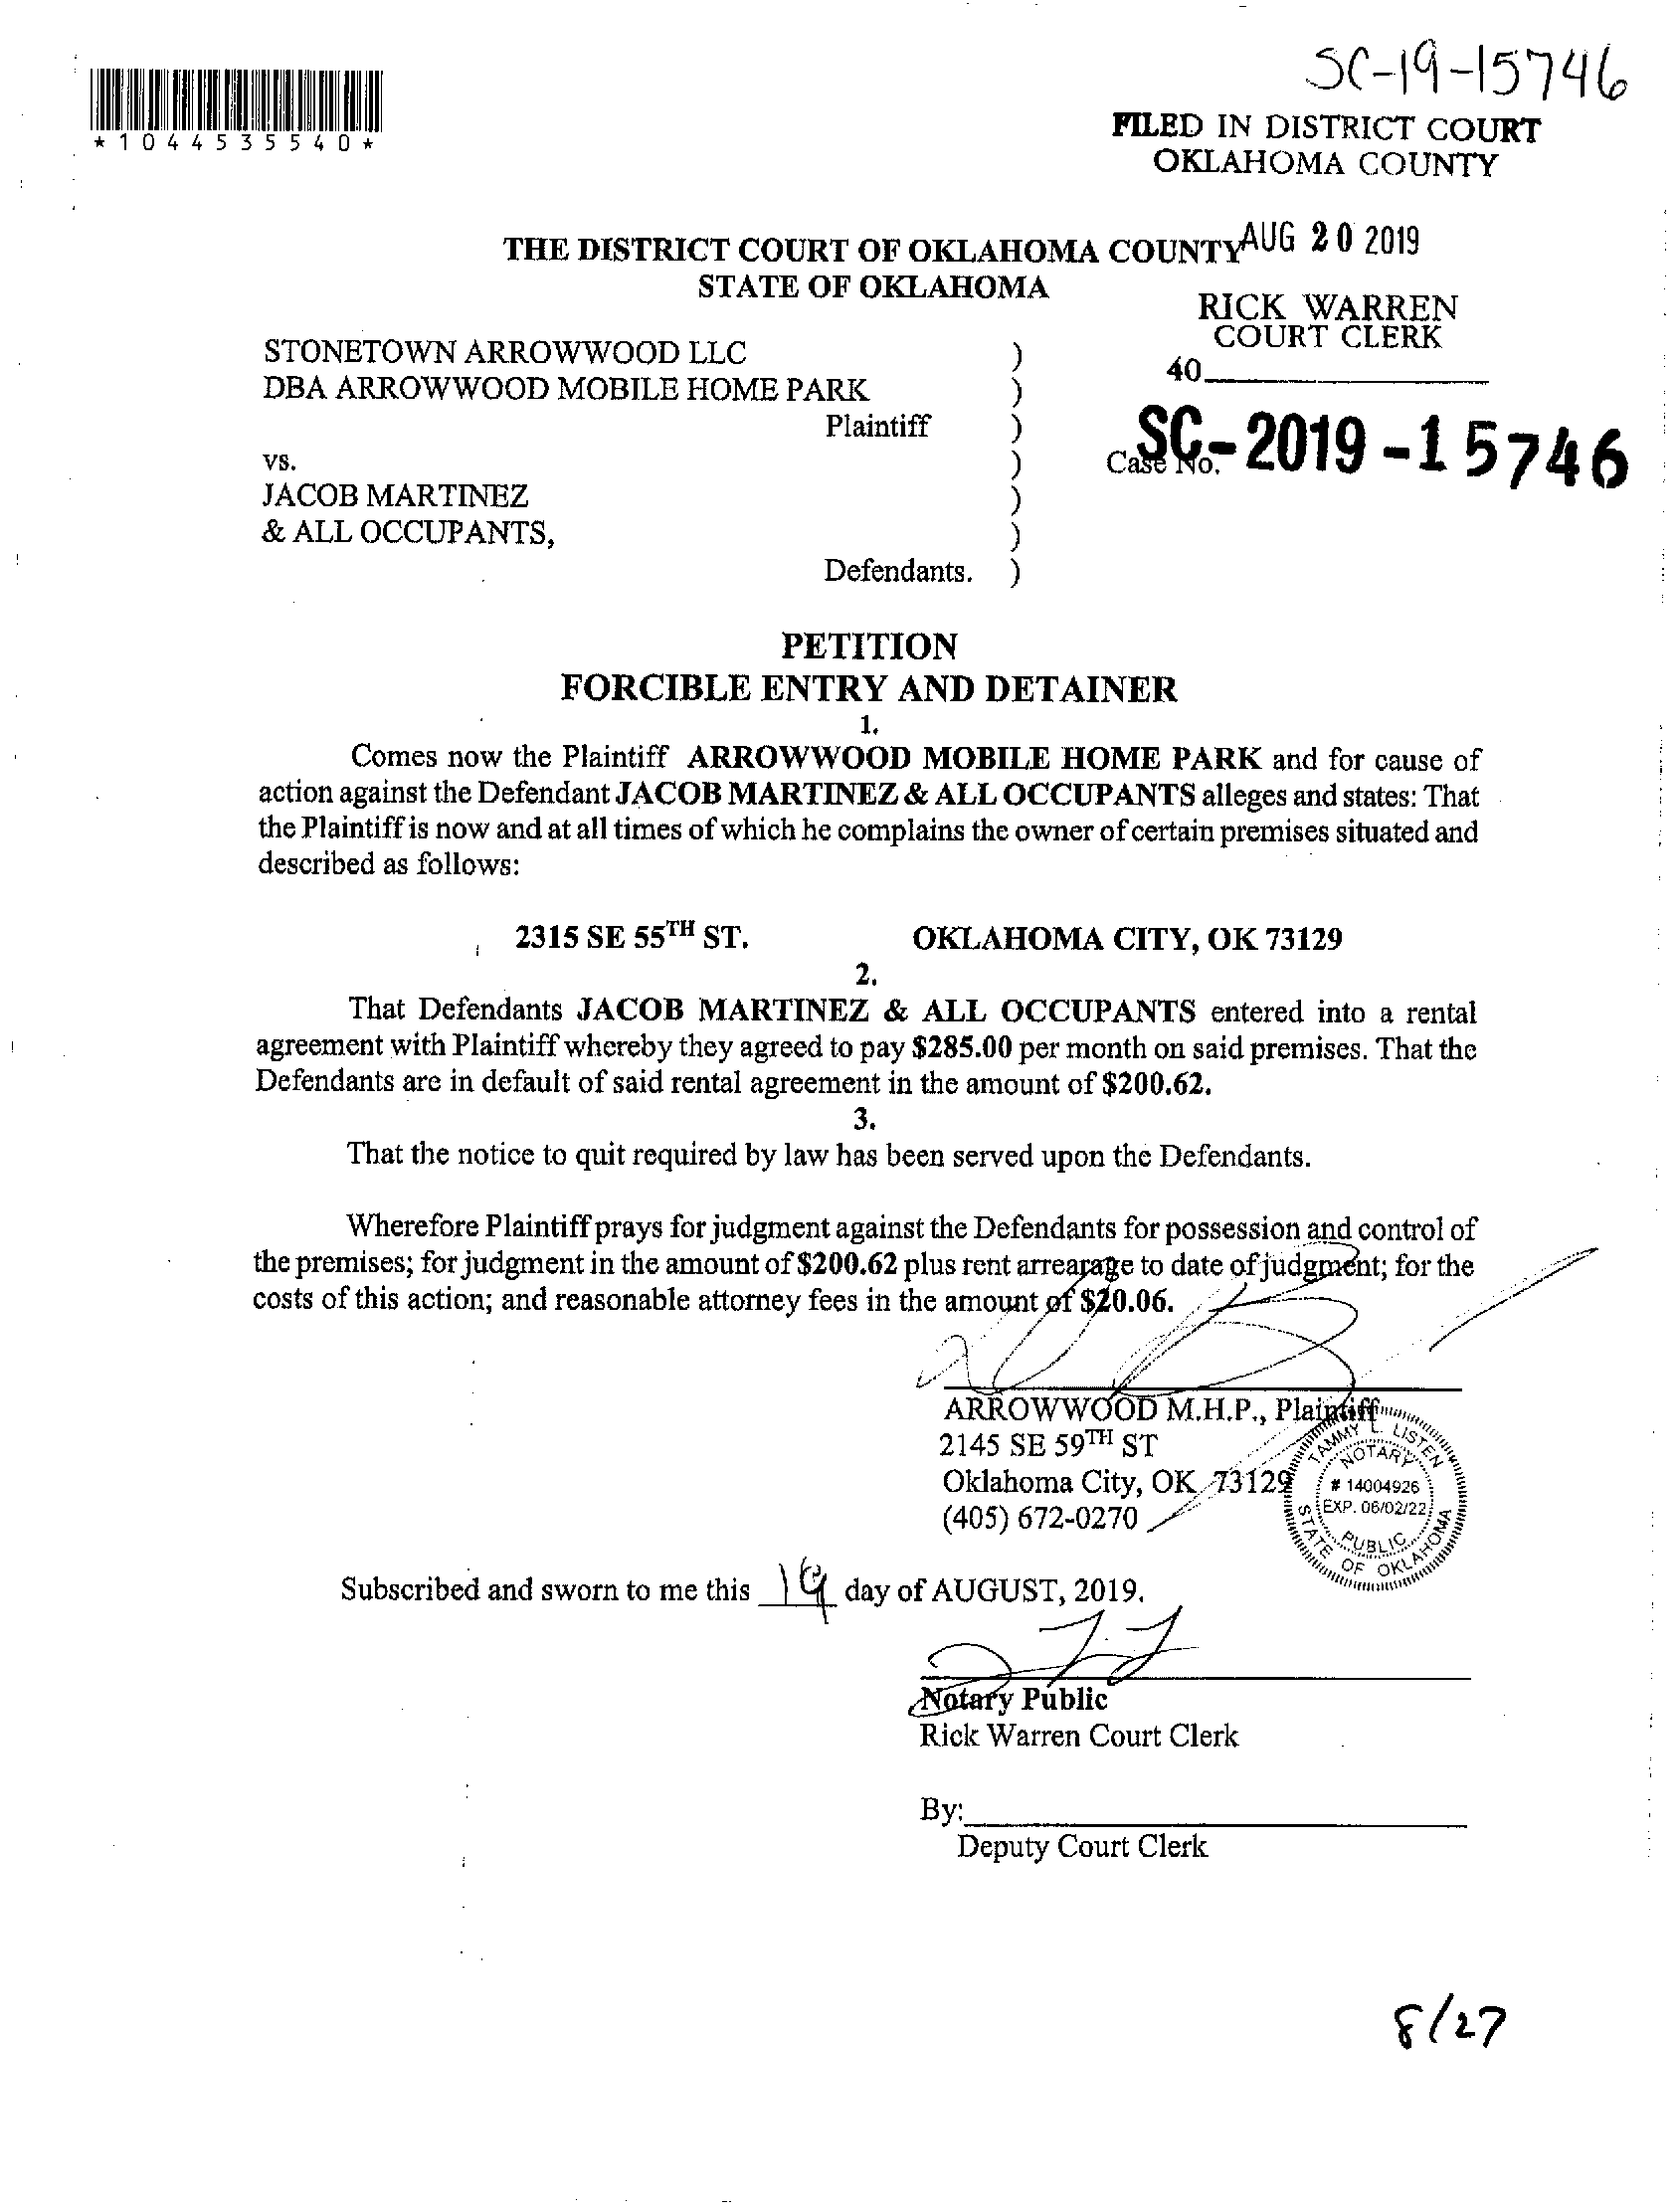 SC-19-15746
*1044535540*
FILED IN DISTRICT COURT
OKLAHOMA COUNTY
AUG 20 2019
THE DISTRICT COURT OF OKLAHOMA COUNTY
STATE OF OKLAHOMA
RICK WARREN
COURT CLERK
40
STONETOWN ARROWWOOD LLC )
DBA ARROWWOOD MOBILE HOME PARK )
Plaintiff )
Case No. SC-2019-15746
vs. )
JACOB MARTINEZ )
& ALL OCCUPANTS, )
Defendants. )
PETITION
FORCIBLE ENTRY AND DETAINER
1.
Comes now the Plaintiff ARROWWOOD MOBILE HOME PARK and for cause of
action against the Defendant JACOB MARTINEZ & ALL OCCUPANTS alleges and states: That
the Plaintiff is now and at all times of which he complains the owner of certain premises situated and
described as follows:
2315 SE 55TH ST. OKLAHOMA CITY, OK 73129
2.
That Defendants JACOB MARTINEZ & ALL OCCUPANTS entered into a rental
agreement with Plaintiff whereby they agreed to pay $285.00 per month on said premises. That the
Defendants are in default of said rental agreement in the amount of $200.62.
3.
That the notice to quit required by law has been served upon the Defendants.
Wherefore Plaintiff prays for judgment against the Defendants for possession and control of
the premises; for judgment in the amount of $200.62 plus rent arrearage to date of judgment; for the
costs of this action; and reasonable attorney fees in the amount of $20.06.
ARROWWOOD M.H.P., Plaintiff
2145 SE 59TH ST
Oklahoma City, OK 73129
(405) 672-0270
TAMMY L. LISTEN
NOTARY
# 14004926
EXP. 06/02/22
PUBLIC
STATE OF OKLAHOMA
Subscribed and sworn to me this 19 day of AUGUST, 2019.
Notary Public
Rick Warren Court Clerk
By:
Deputy Court Clerk
8/27